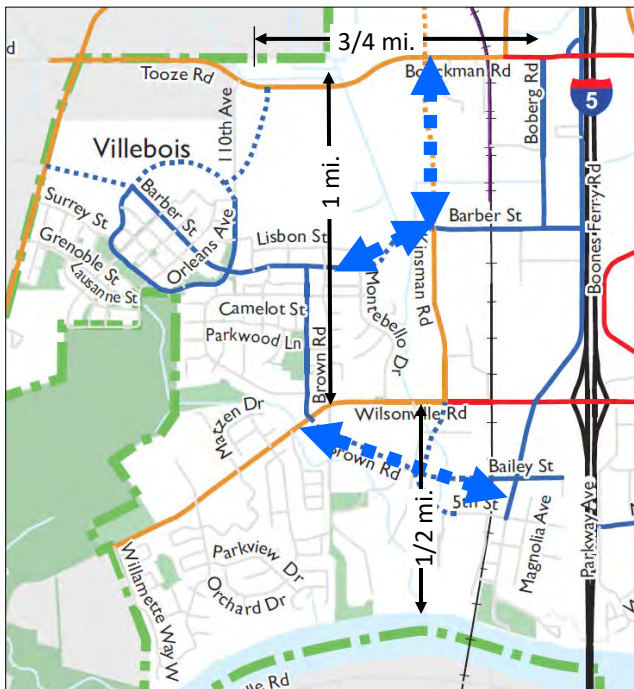 d
3/4 mi.
Tooze Rd
Boeckman Rd
110th Ave
Boberg Rd
5
Villebois
1 mi.
Barber St
Surrey St
Grenoble St
Lausanne St
Orleans Ave
Lisbon St
Barber St
Kinsman Rd
Boones Ferry Rd
Montebello Dr
Camelot St
Parkwood Ln
Brown Rd
Matzen Dr
Wilsonville Rd
Brown Rd
Bailey St
5th St
1/2 mi.
Magnolia Ave
Parkway Ave
Parkview Dr
Orchard Dr
Willamette Way W
lle Rd